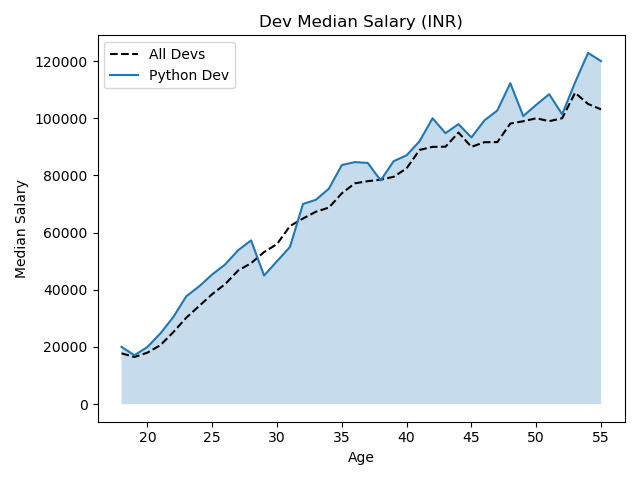 Dev Median Salary (INR)
All Devs
Python Dev
Median Salary
120000
100000
80000
60000
40000
20000
0
20 25 30 35 40 45 50 55
Age